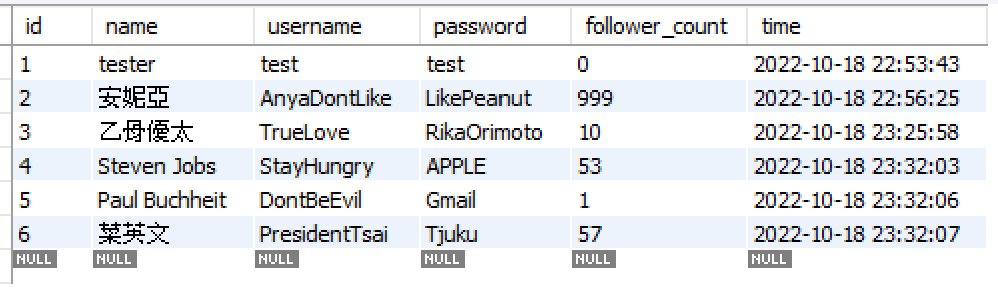 id name username password follower_count time
1 tester test test 0 2022-10-18 22:53:43
2 安妮亞 AnyaDontLike LikePeanut 999 2022-10-18 22:56:25
3 乙骨優太 TrueLove RikaOrimoto 10 2022-10-18 23:25:58
4 Steven Jobs StayHungry APPLE 53 2022-10-18 23:32:03
5 Paul Buchheit DontBeEvil Gmail 1 2022-10-18 23:32:06
6 菜英文 PresidentTsai Tjuku 57 2022-10-18 23:32:07
NULL NULL NULL NULL NULL NULL